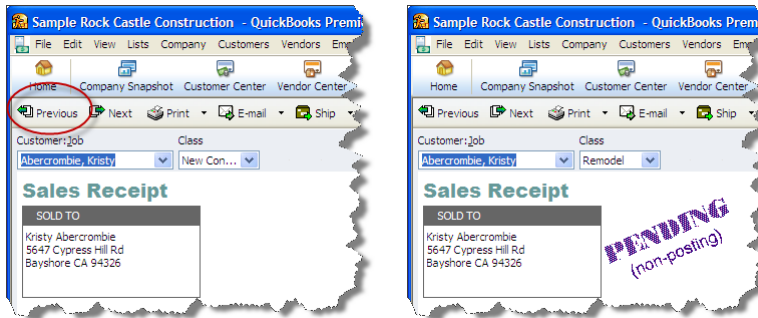 Sample Rock Castle Construction - QuickBooks Premi
File Edit View Lists Company Customers Vendors Emp
Home Company Snapshot Customer Center Vendor Center
Previous Next Print E-mail Ship
Customer:Job Class
Abercrombie, Kristy New Con...
Sales Receipt
SOLD TO
Kristy Abercrombie
5647 Cypress Hill Rd
Bayshore CA 94326
Sample Rock Castle Construction - QuickBooks Prem
File Edit View Lists Company Customers Vendors Em
Home Company Snapshot Customer Center Vendor Center
Previous Next Print E-mail Ship
Customer:Job Class
Abercrombie, Kristy Remodel
Sales Receipt
SOLD TO
Kristy Abercrombie
5647 Cypress Hill Rd
Bayshore CA 94326
PENDING
(non-posting)